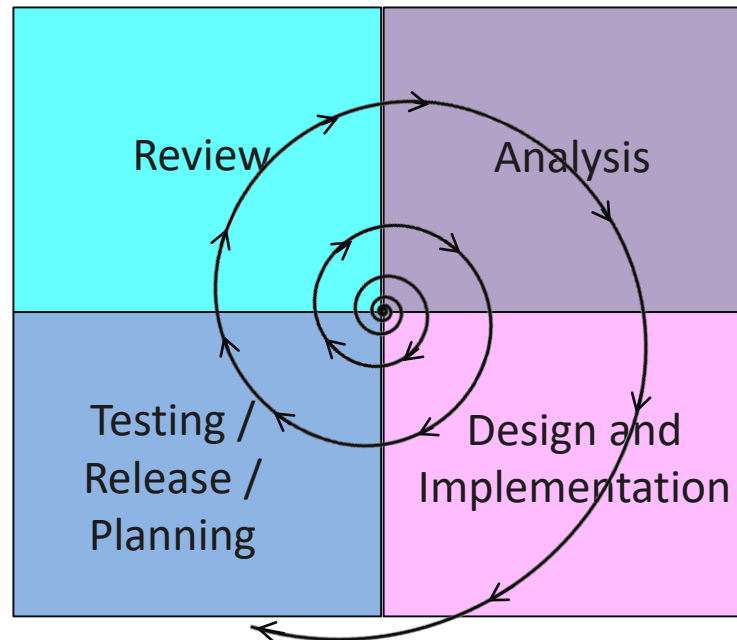 Review
Analysis
Testing /
Release /
Planning
Design and
Implementation